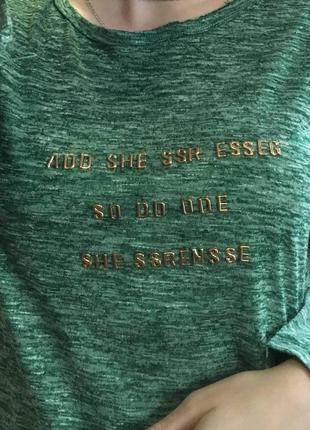 ADD SHE SSR ESSEG
SO DD ODE
SHE SSRENSSE